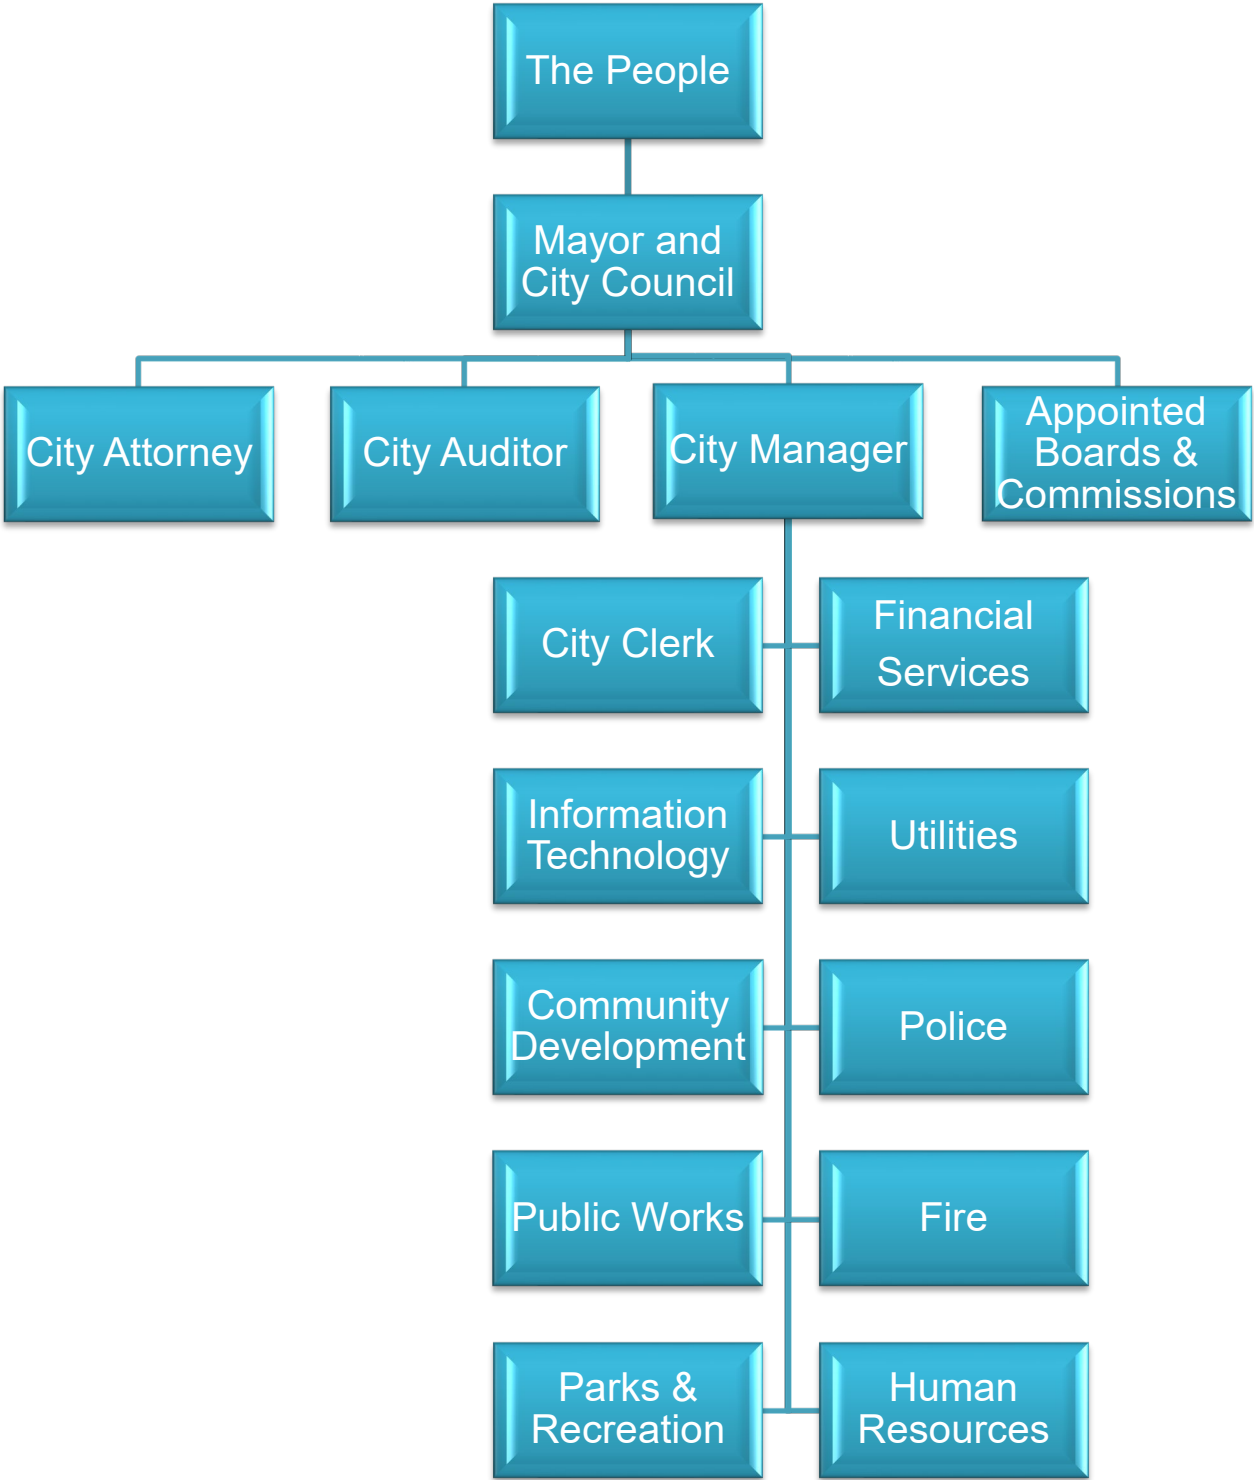 The People
Mayor and
City Council
City Attorney
City Auditor
City Manager
Appointed
Boards &
Commissions
City Clerk
Financial
Services
Information
Technology
Utilities
Community
Development
Police
Public Works
Fire
Parks &
Recreation
Human
Resources